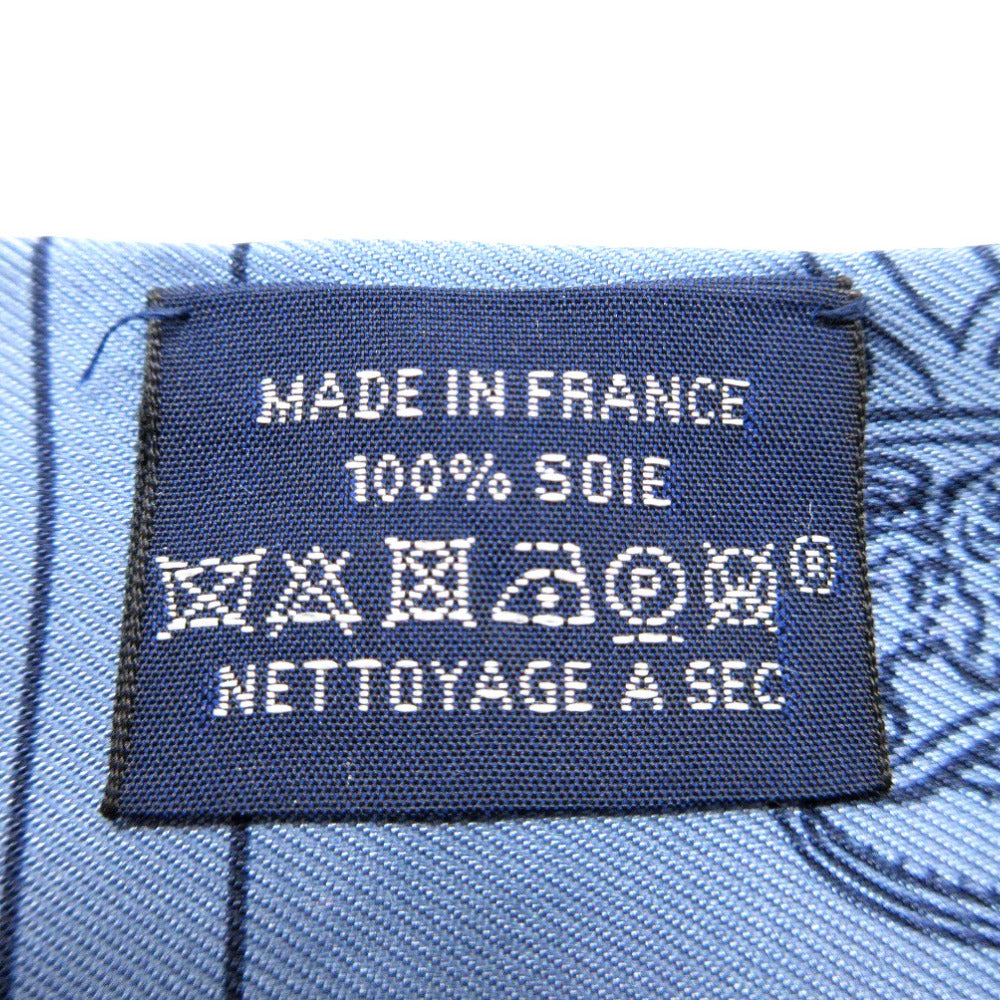 MADE IN FRANCE
100% SOIE
P W ®
NETTOYAGE A SEC